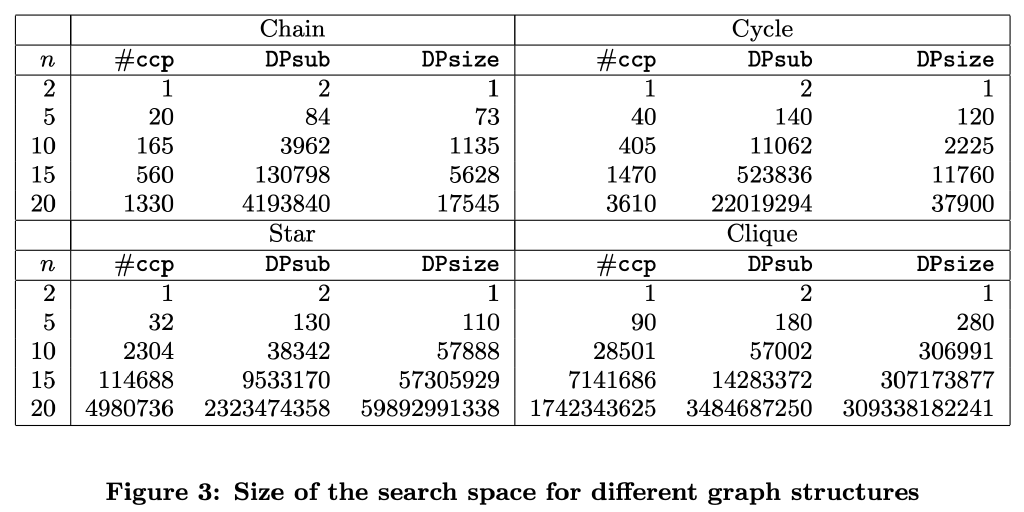 Chain Cycle
n #ccp DPsub DPsize #ccp DPsub DPsize
2 1 2 1 1 2 1
5 20 84 73 40 140 120
10 165 3962 1135 405 11062 2225
15 560 130798 5628 1470 523836 11760
20 1330 4193840 17545 3610 22019294 37900
Star Clique
n #ccp DPsub DPsize #ccp DPsub DPsize
2 1 2 1 1 2 1
5 32 130 110 90 180 280
10 2304 38342 57888 28501 57002 306991
15 114688 9533170 57305929 7141686 14283372 307173877
20 4980736 2323474358 59892991338 1742343625 3484687250 309338182241
Figure 3: Size of the search space for different graph structures